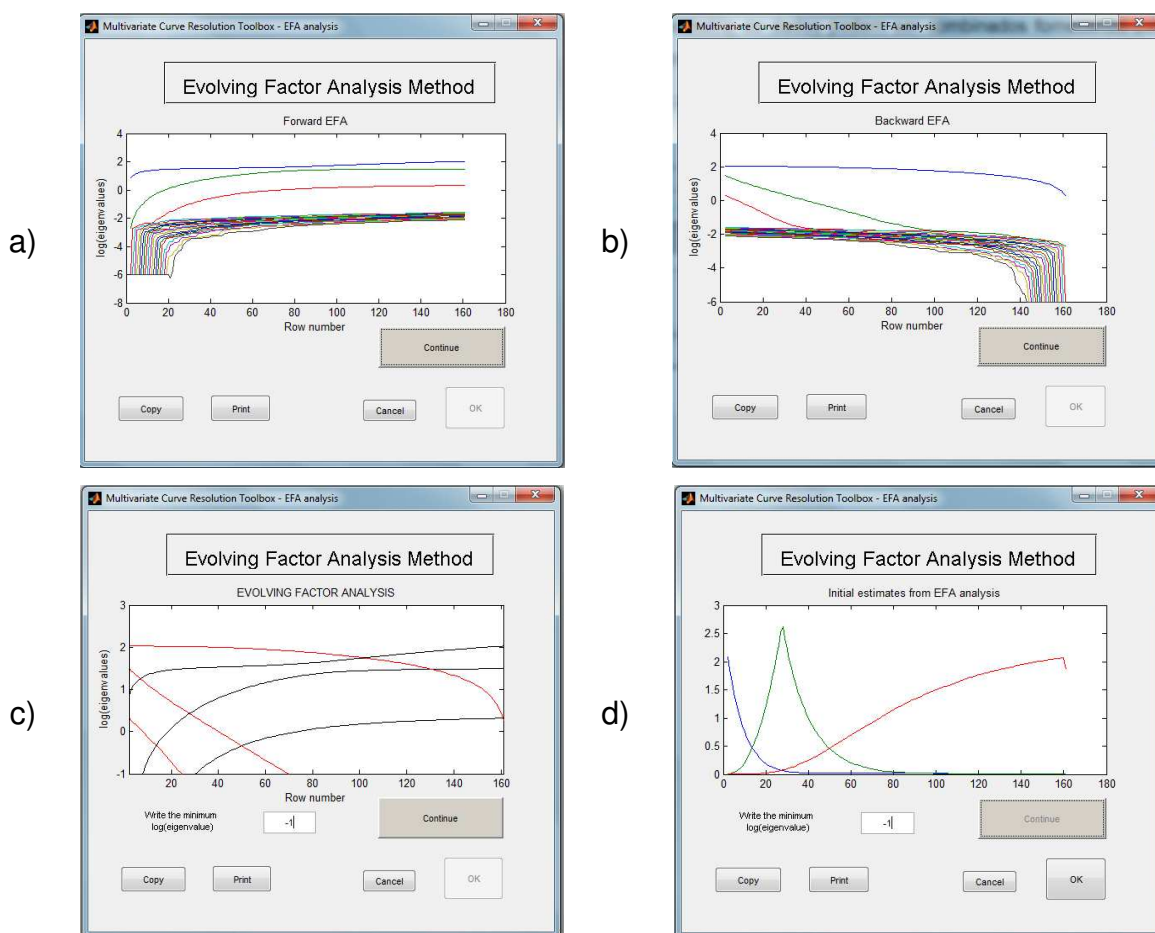 a)
Multivariate Curve Resolution Toolbox - EFA analysis
Evolving Factor Analysis Method
Forward EFA
log(eigenvalues)
4
2
0
-2
-4
-6
-8
0 20 40 60 80 100 120 140 160 180
Row number
Continue
Copy Print Cancel OK
b)
Multivariate Curve Resolution Toolbox - EFA analysis
Evolving Factor Analysis Method
Backward EFA
log(eigenvalues)
4
2
0
-2
-4
-6
0 20 40 60 80 100 120 140 160 180
Row number
Continue
Copy Print Cancel OK
c)
Multivariate Curve Resolution Toolbox - EFA analysis
Evolving Factor Analysis Method
EVOLVING FACTOR ANALYSIS
log(eigenvalues)
3
2
1
0
-1
20 40 60 80 100 120 140 160
Row number
Write the minimum
log(eigenvalue)
-1
Continue
Copy Print Cancel OK
d)
Multivariate Curve Resolution Toolbox - EFA analysis
Evolving Factor Analysis Method
Initial estimates from EFA analysis
3
2.5
2
1.5
1
0.5
0
0 20 40 60 80 100 120 140 160 180
Write the minimum
log(eigenvalue)
-1
Continue
Copy Print Cancel OK